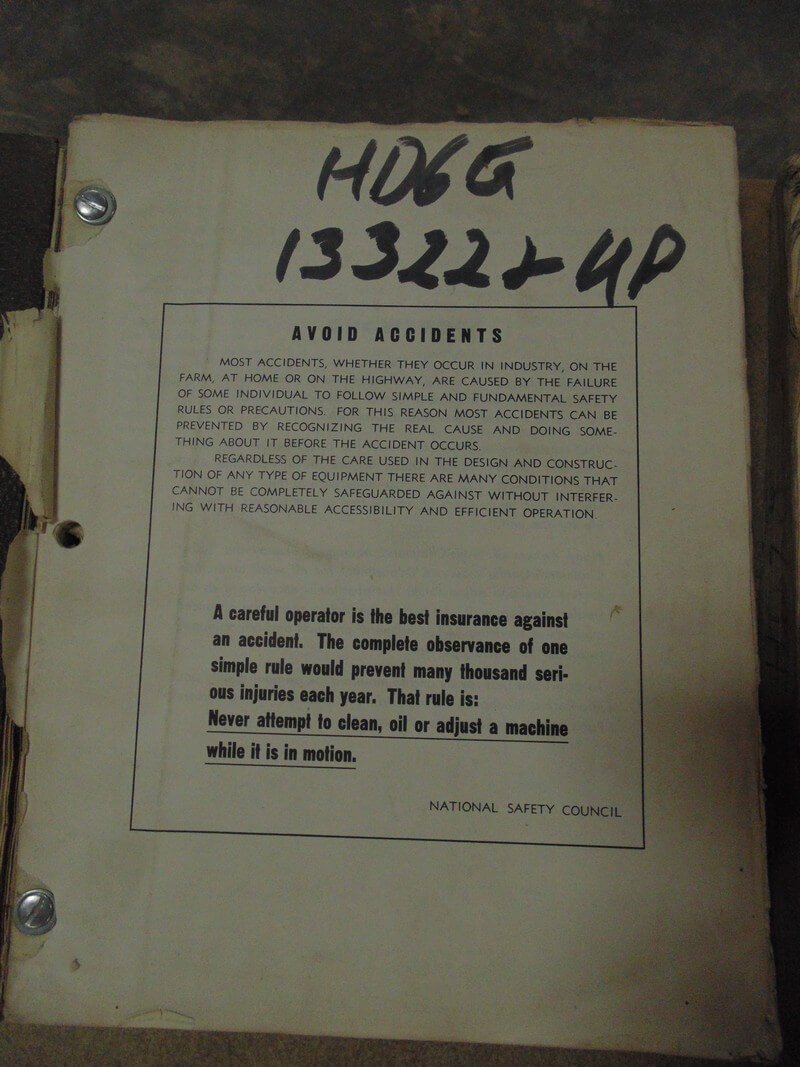 HD6G
13322 & UP
AVOID ACCIDENTS
MOST ACCIDENTS, WHETHER THEY OCCUR IN INDUSTRY, ON THE
FARM, AT HOME OR ON THE HIGHWAY, ARE CAUSED BY THE FAILURE
OF SOME INDIVIDUAL TO FOLLOW SIMPLE AND FUNDAMENTAL SAFETY
RULES OR PRECAUTIONS. FOR THIS REASON MOST ACCIDENTS CAN BE
PREVENTED BY RECOGNIZING THE REAL CAUSE AND DOING SOME-
THING ABOUT IT BEFORE THE ACCIDENT OCCURS.
REGARDLESS OF THE CARE USED IN THE DESIGN AND CONSTRUC-
TION OF ANY TYPE OF EQUIPMENT THERE ARE MANY CONDITIONS THAT
CANNOT BE COMPLETELY SAFEGUARDED AGAINST WITHOUT INTERFER-
ING WITH REASONABLE ACCESSIBILITY AND EFFICIENT OPERATION.
A careful operator is the best insurance against
an accident. The complete observance of one
simple rule would prevent many thousand seri-
ous injuries each year. That rule is:
Never attempt to clean, oil or adjust a machine
while it is in motion.
NATIONAL SAFETY COUNCIL